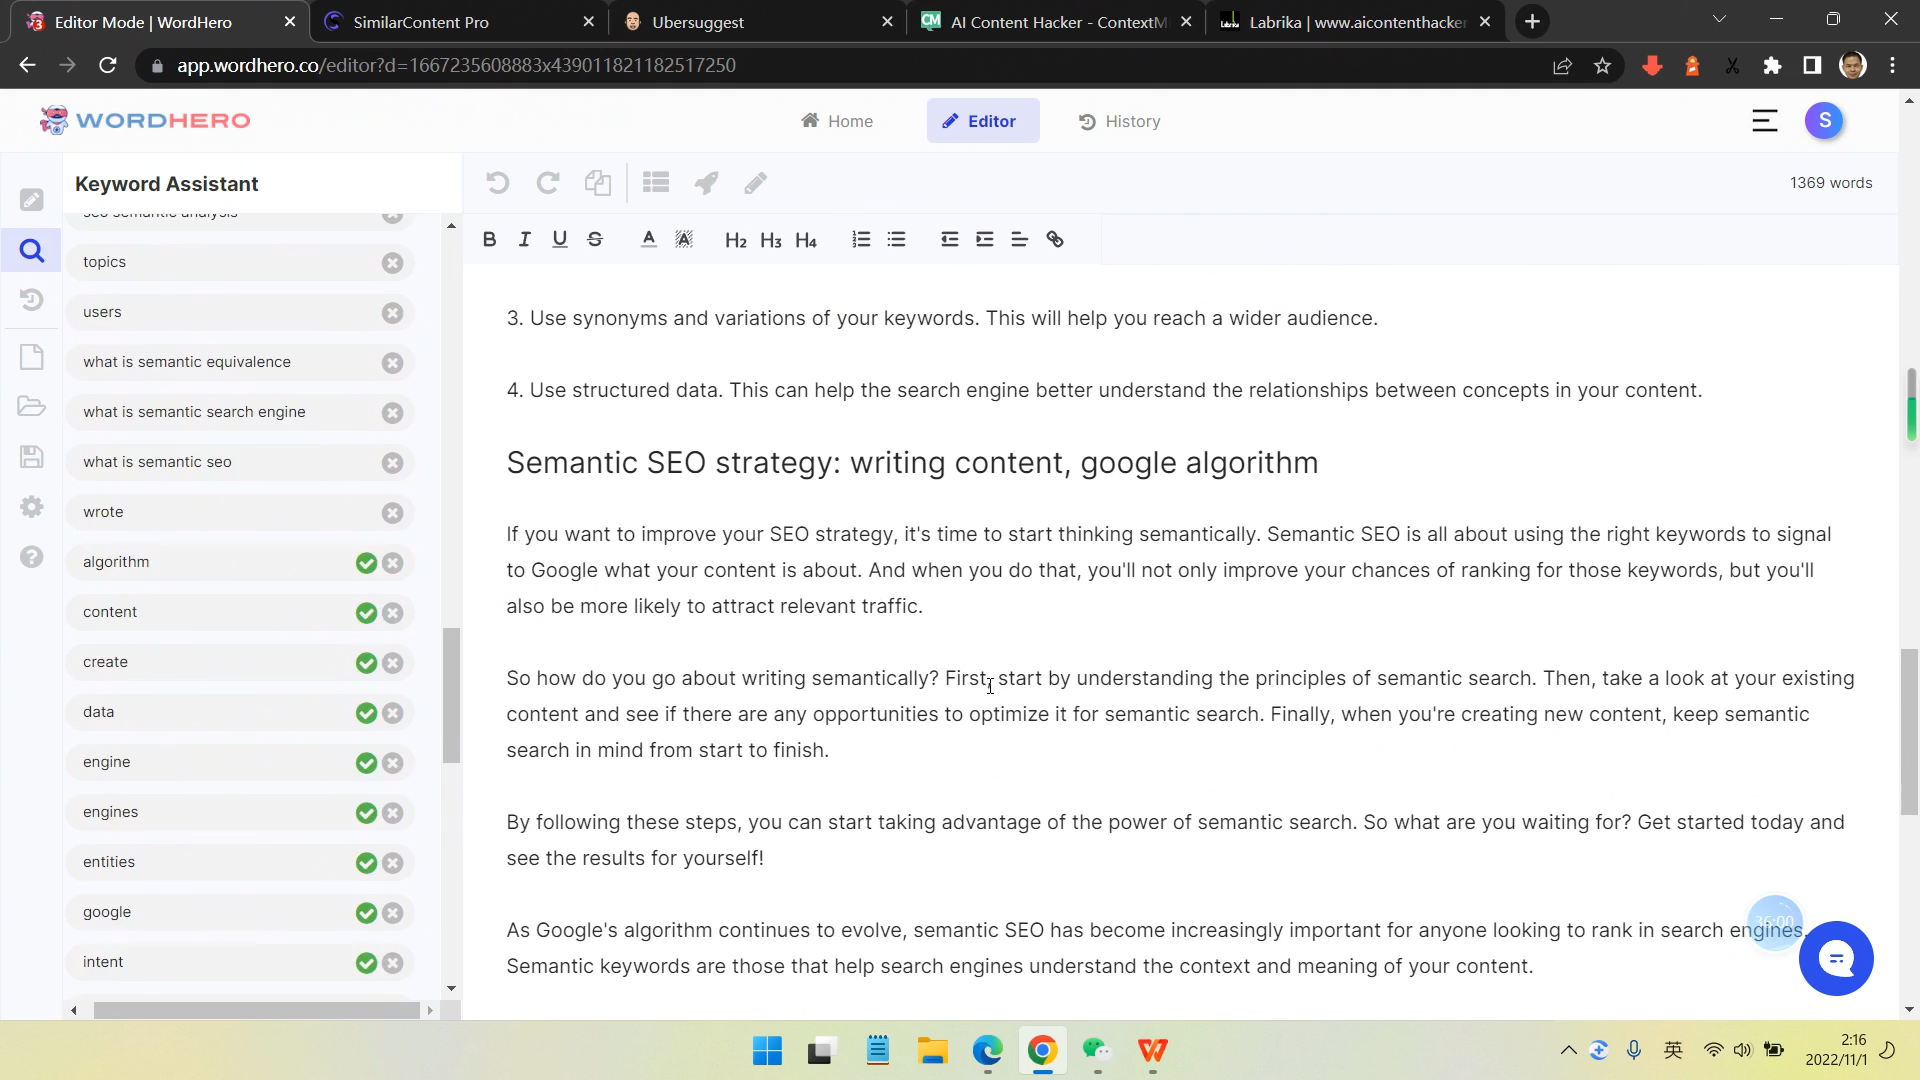 Editor Mode | WordHero
SimilarContent Pro
Ubersuggest
AI Content Hacker - ContextM
Labrika | www.aicontenthacker
app.wordhero.co/editor?d=1667235608883x439011821182517250
WORDHERO
Home
Editor
History
S
Keyword Assistant
1369 words
B I U S A H2 H3 H4
seo semantic analysis
topics
users
what is semantic equivalence
what is semantic search engine
what is semantic seo
wrote
algorithm
content
create
data
engine
engines
entities
google
intent
3. Use synonyms and variations of your keywords. This will help you reach a wider audience.
4. Use structured data. This can help the search engine better understand the relationships between concepts in your content.
Semantic SEO strategy: writing content, google algorithm
If you want to improve your SEO strategy, it's time to start thinking semantically. Semantic SEO is all about using the right keywords to signal
to Google what your content is about. And when you do that, you'll not only improve your chances of ranking for those keywords, but you'll
also be more likely to attract relevant traffic.
So how do you go about writing semantically? First, start by understanding the principles of semantic search. Then, take a look at your existing
content and see if there are any opportunities to optimize it for semantic search. Finally, when you're creating new content, keep semantic
search in mind from start to finish.
By following these steps, you can start taking advantage of the power of semantic search. So what are you waiting for? Get started today and
see the results for yourself!
As Google's algorithm continues to evolve, semantic SEO has become increasingly important for anyone looking to rank in search engines.
Semantic keywords are those that help search engines understand the context and meaning of your content.
36:00
英
2:16
2022/11/1